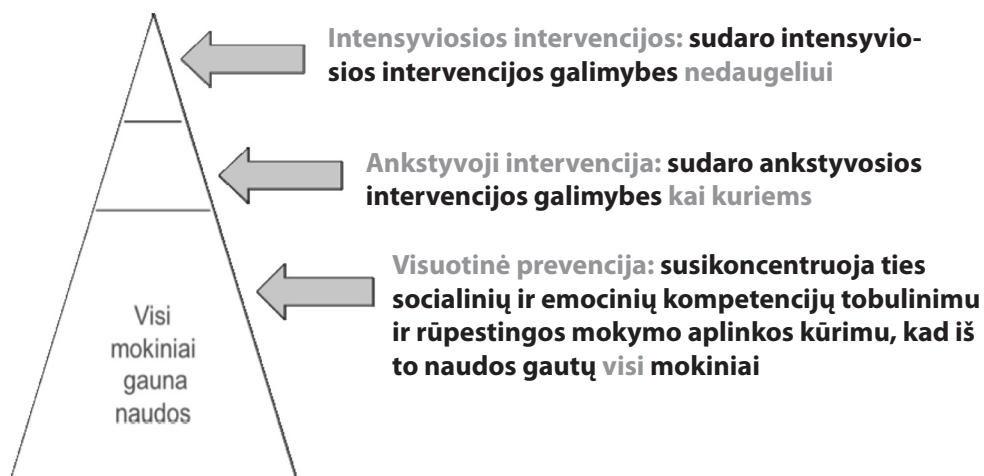 Intensyviosios intervencijos: sudaro intensyvio-
sios intervencijos galimybes nedaugeliui
Ankstyvoji intervencija: sudaro ankstyvosios
intervencijos galimybes kai kuriems
Visuotinė prevencija: susikoncentruoja ties
socialinių ir emocinių kompetencijų tobulinimu
ir rūpestingos mokymo aplinkos kūrimu, kad iš
to naudos gautų visi mokiniai
Visi
mokiniai
gauna
naudos